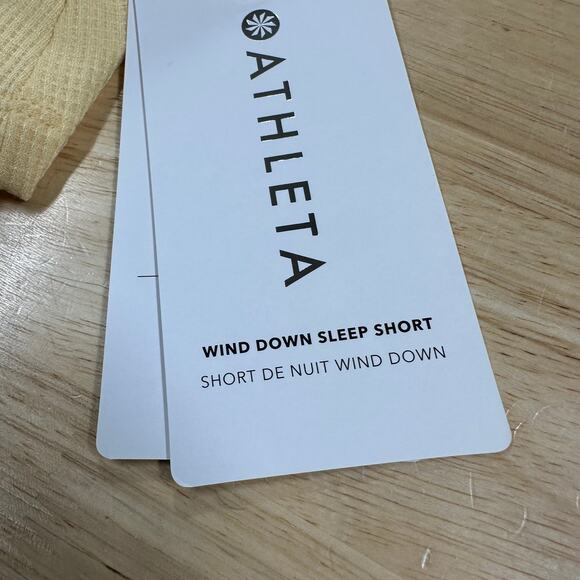 ATHLETA
WIND DOWN SLEEP SHORT
SHORT DE NUIT WIND DOWN